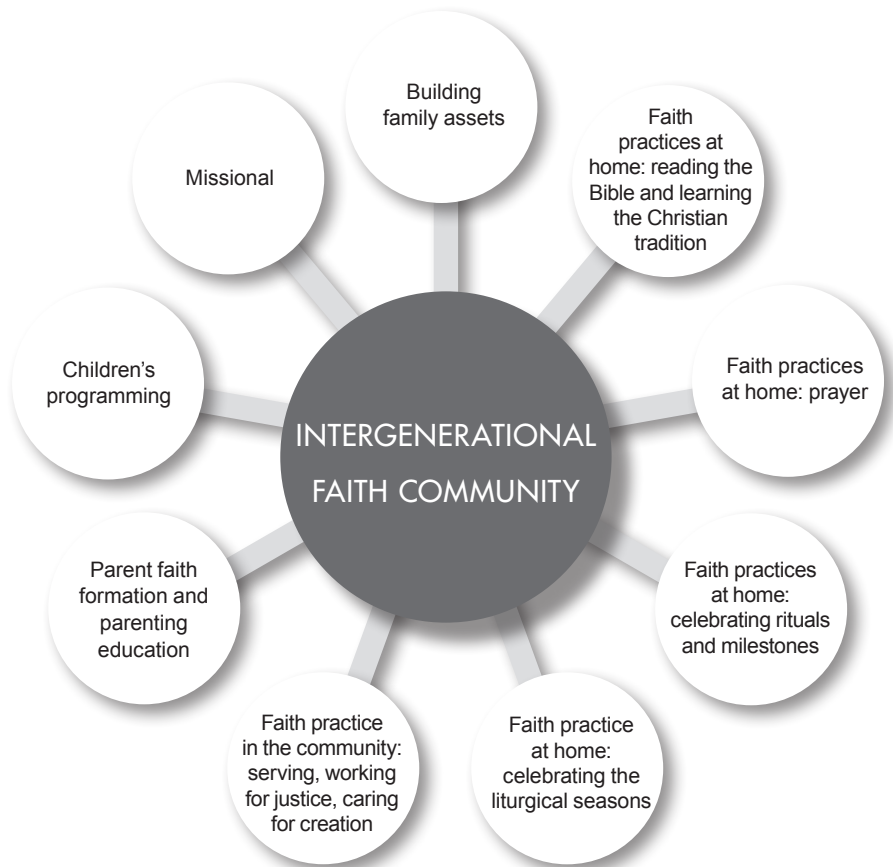 Building
family assets
Faith
practices at
home: reading the
Bible and learning
the Christian
tradition
Faith practices
at home: prayer
Faith practices
at home:
celebrating rituals
and milestones
Faith practice
at home:
celebrating the
liturgical seasons
Faith practice
in the community:
serving, working
for justice, caring
for creation
Parent faith
formation and
parenting
education
Children’s
programming
Missional
INTERGENERATIONAL
FAITH COMMUNITY